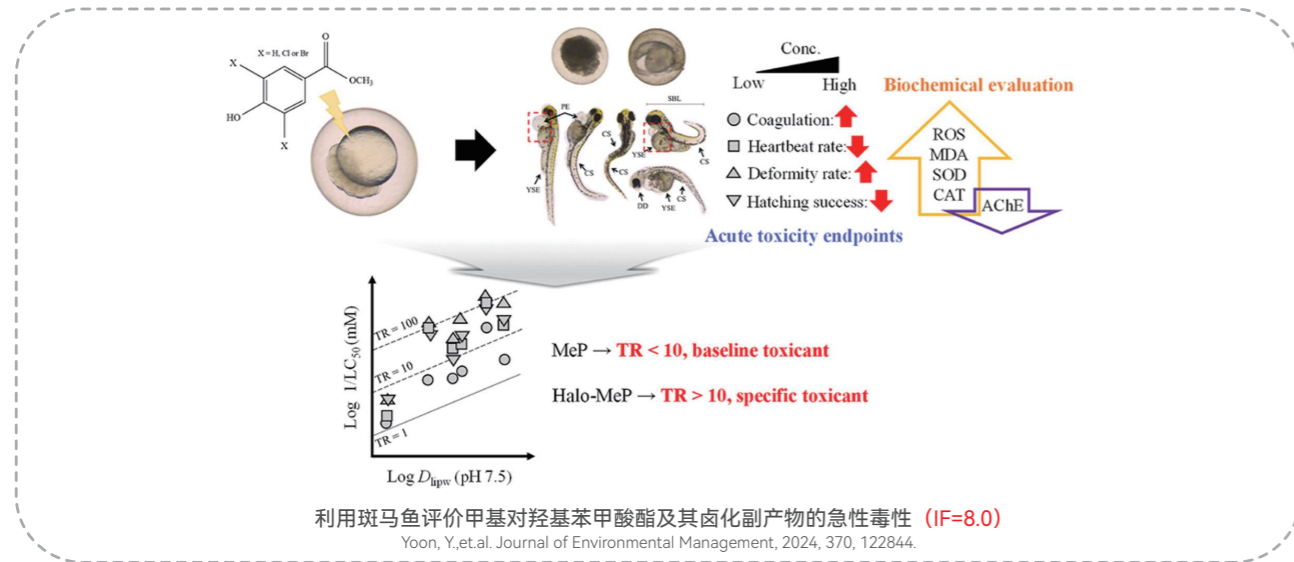 X = H, Cl or Br
O
X
OCH₃
HO
X
PE
YSE
CS
CS
CS
SBL
YSE
CS
DD
YSE
CS
Conc.
Low
High
Coagulation:
Heartbeat rate:
Deformity rate:
Hatching success:
Acute toxicity endpoints
Biochemical evaluation
ROS
MDA
SOD
CAT
AChE
Log 1/LC₅₀ (mM)
TR = 100
TR = 10
TR = 1
Log D_lipw (pH 7.5)
MeP → TR < 10, baseline toxicant
Halo-MeP → TR > 10, specific toxicant
利用斑马鱼评价甲基对羟基苯甲酸酯及其卤化副产物的急性毒性（IF=8.0）
Yoon, Y.,et.al. Journal of Environmental Management, 2024, 370, 122844.